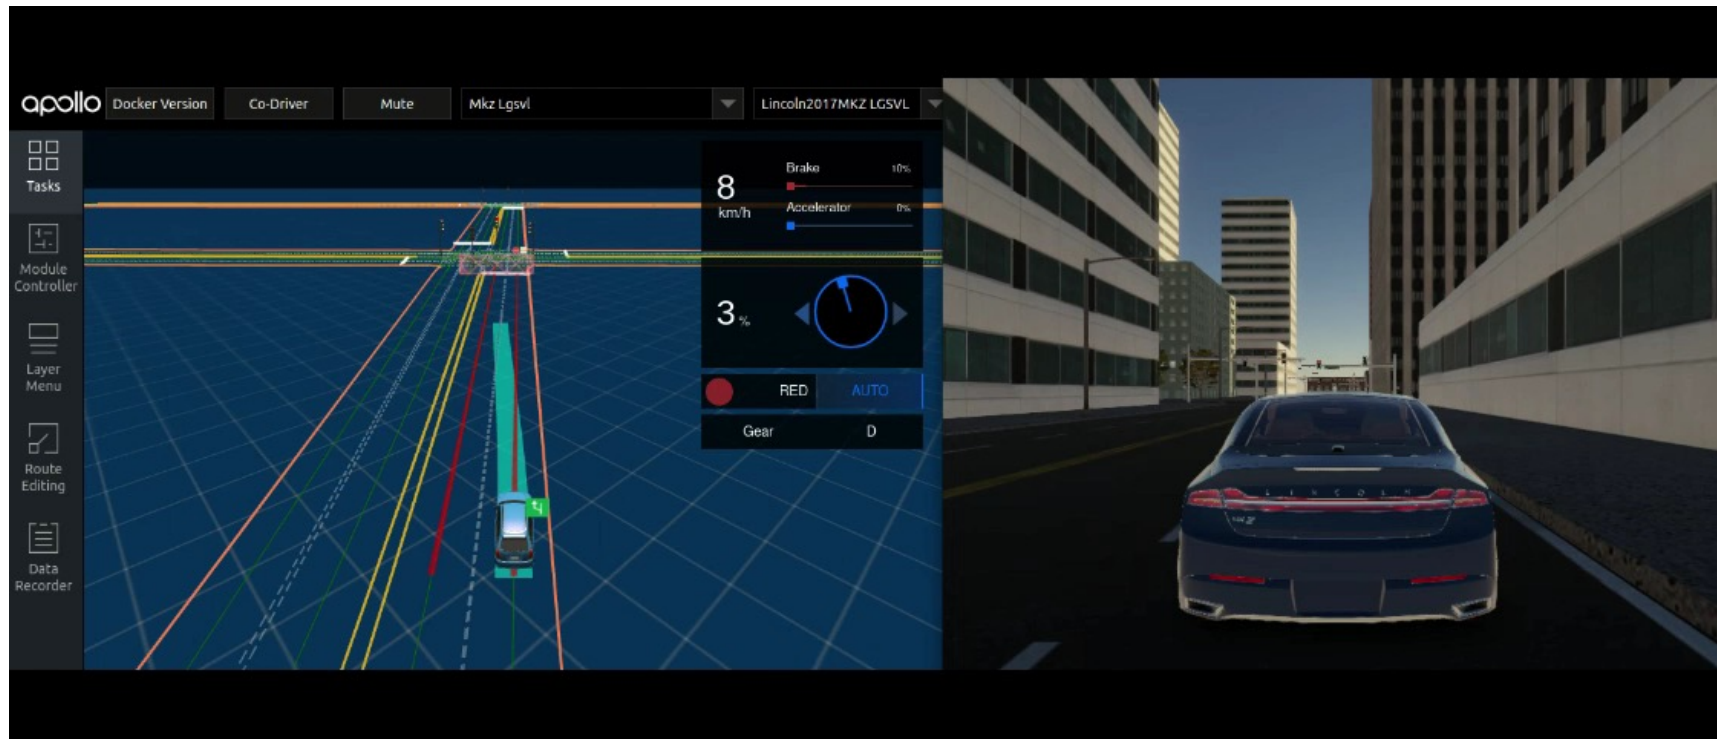 apollo Docker Version Co-Driver Mute Mkz Lgsvl Lincoln2017MKZ LGSVL
Tasks
Module
Controller
Layer
Menu
Route
Editing
Data
Recorder
8
km/h
Brake 10%
Accelerator 0%
3 %
RED AUTO
Gear D
LINCOLN
MKZ